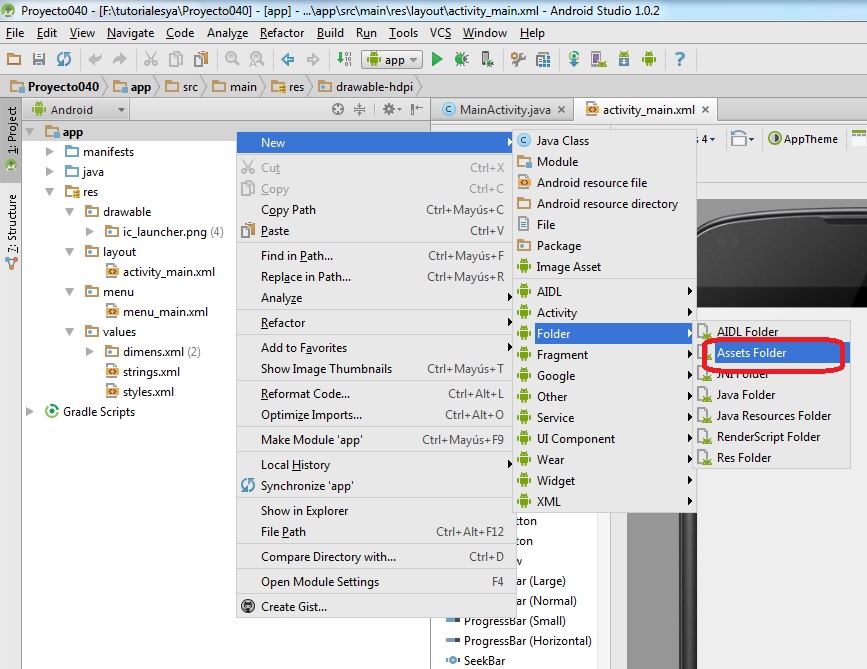 Proyecto040 - [F:\tutorialesya\Proyecto040] - [app] - ...\app\src\main\res\layout\activity_main.xml - Android Studio 1.0.2
File Edit View Navigate Code Analyze Refactor Build Run Tools VCS Window Help
app
Proyecto040 app src main res drawable-hdpi
1: Project
7: Structure
Android
MainActivity.java
activity_main.xml
4
AppTheme
app
manifests
java
res
drawable
ic_launcher.png (4)
layout
activity_main.xml
menu
menu_main.xml
values
dimens.xml (2)
strings.xml
styles.xml
Gradle Scripts
New
Cut Ctrl+X
Copy Ctrl+C
Copy Path Ctrl+Mayús+C
Paste Ctrl+V
Find in Path... Ctrl+Mayús+F
Replace in Path... Ctrl+Mayús+R
Analyze
Refactor
Add to Favorites
Show Image Thumbnails Ctrl+Mayús+T
Reformat Code... Ctrl+Alt+L
Optimize Imports... Ctrl+Alt+O
Make Module 'app' Ctrl+Mayús+F9
Local History
Synchronize 'app'
Show in Explorer
File Path Ctrl+Alt+F12
Compare Directory with... Ctrl+D
Open Module Settings F4
Create Gist...
Java Class
Module
Android resource file
Android resource directory
File
Package
Image Asset
AIDL
Activity
Folder
Fragment
Google
Other
Service
UI Component
Wear
Widget
XML
AIDL Folder
Assets Folder
JNI Folder
Java Folder
Java Resources Folder
RenderScript Folder
Res Folder
(Large)
(Normal)
ProgressBar (Small)
ProgressBar (Horizontal)
SeekBar